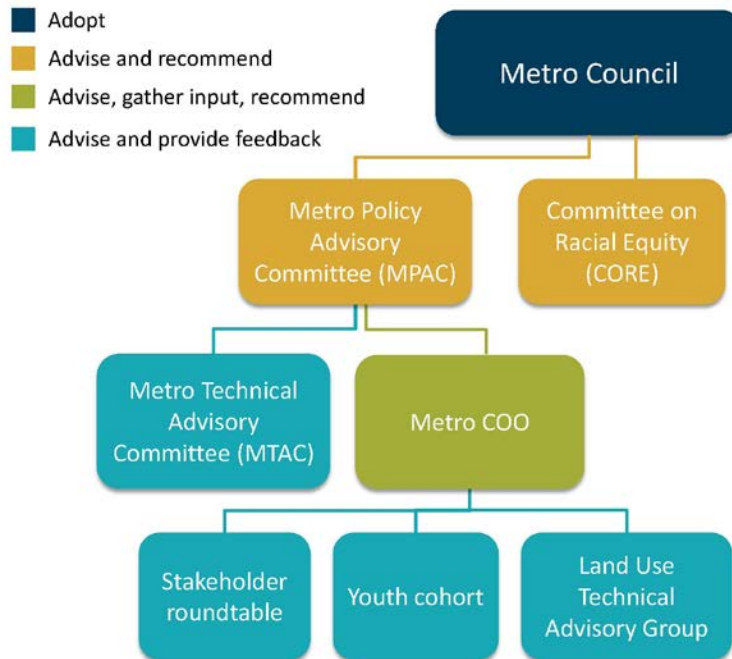 Adopt
Advise and recommend
Advise, gather input, recommend
Advise and provide feedback
Metro Council
Metro Policy
Advisory
Committee (MPAC)
Committee on
Racial Equity
(CORE)
Metro Technical
Advisory
Committee (MTAC)
Metro COO
Stakeholder
roundtable
Youth cohort
Land Use
Technical
Advisory Group